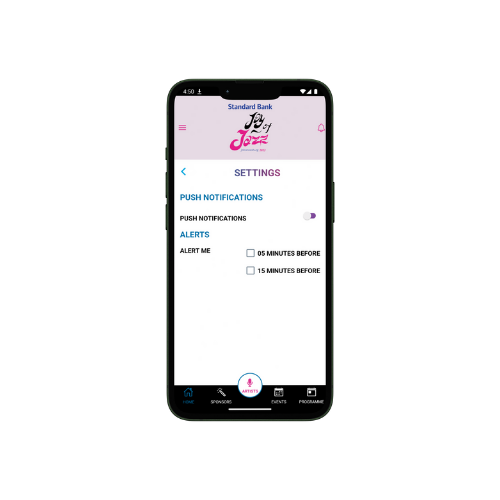 4:50
Standard Bank
Joy of
Jazz
SETTINGS
PUSH NOTIFICATIONS
PUSH NOTIFICATIONS
ALERTS
ALERT ME
05 MINUTES BEFORE
15 MINUTES BEFORE
HOME
SPONSORS
ARTISTS
EVENTS
PROGRAMME